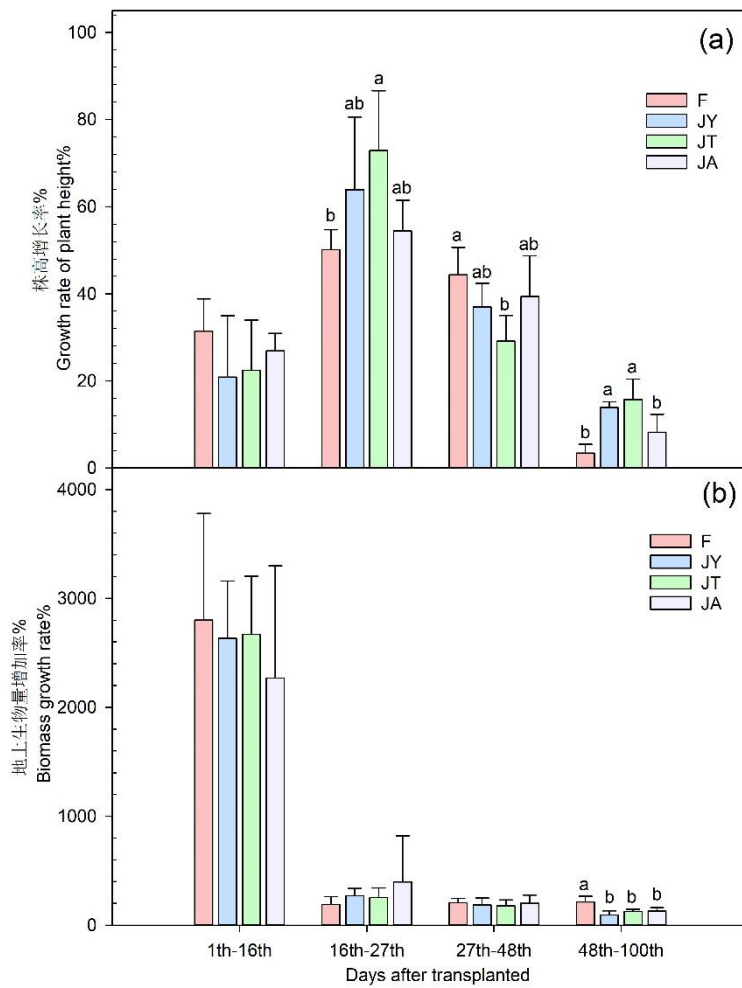 100
(a)
a
F
ab
JY
80
JT
JA
ab
b
60
a
ab
ab
株高增长率%
Growth rate of plant height%
40
b
20
a
a
b
b
0
4000
(b)
F
JY
JT
JA
3000
地上生物量增加率%
Biomass growth rate%
2000
1000
a
b
b
b
0
1th-16th
16th-27th
27th-48th
48th-100th
Days after transplanted